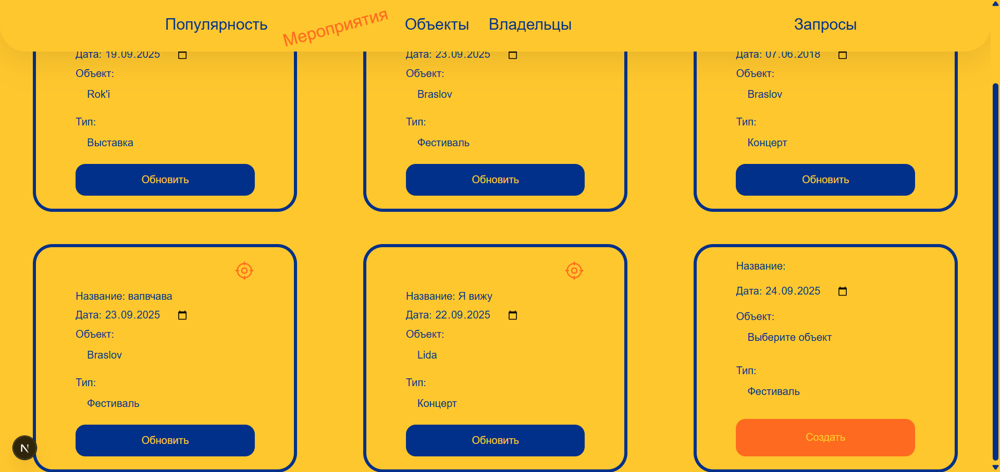 Популярность Мероприятия Объекты Владельцы Запросы
Дата: 19.09.2025
Объект:
Rok'i
Тип:
Выставка
Обновить
Дата: 23.09.2025
Объект:
Braslov
Тип:
Фестиваль
Обновить
Дата: 07.06.2018
Объект:
Braslov
Тип:
Концерт
Обновить
Название: вапвчава
Дата: 23.09.2025
Объект:
Braslov
Тип:
Фестиваль
Обновить
Название: Я вижу
Дата: 22.09.2025
Объект:
Lida
Тип:
Концерт
Обновить
Название:
Дата: 24.09.2025
Объект:
Выберите объект
Тип:
Фестиваль
Создать
N